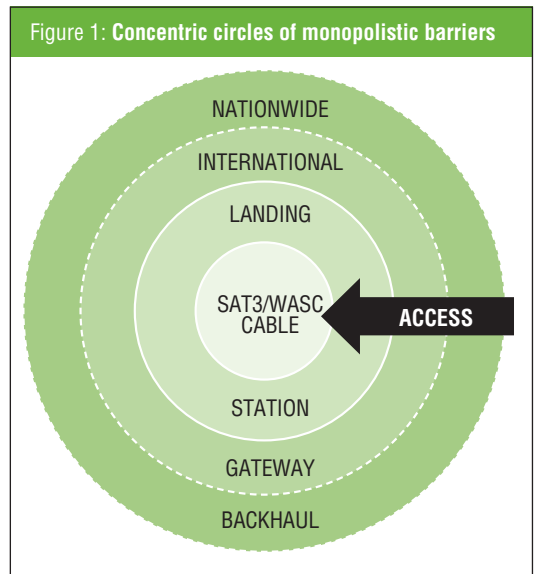 Figure 1: Concentric circles of monopolistic barriers
NATIONWIDE
INTERNATIONAL
LANDING
SAT3/WASC
CABLE
ACCESS
STATION
GATEWAY
BACKHAUL